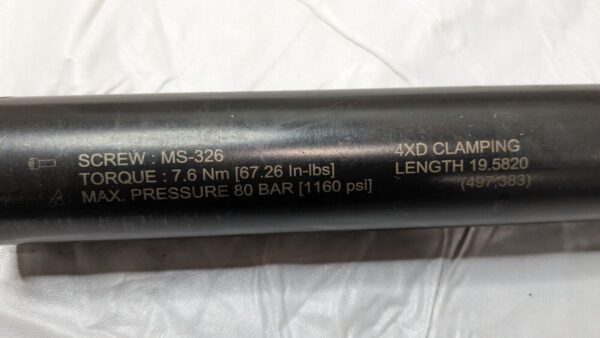 SCREW : MS-326
TORQUE : 7.6 Nm [67.26 In-lbs]
MAX. PRESSURE 80 BAR [1160 psi]
4XD CLAMPING
LENGTH 19.5820
(497,383)